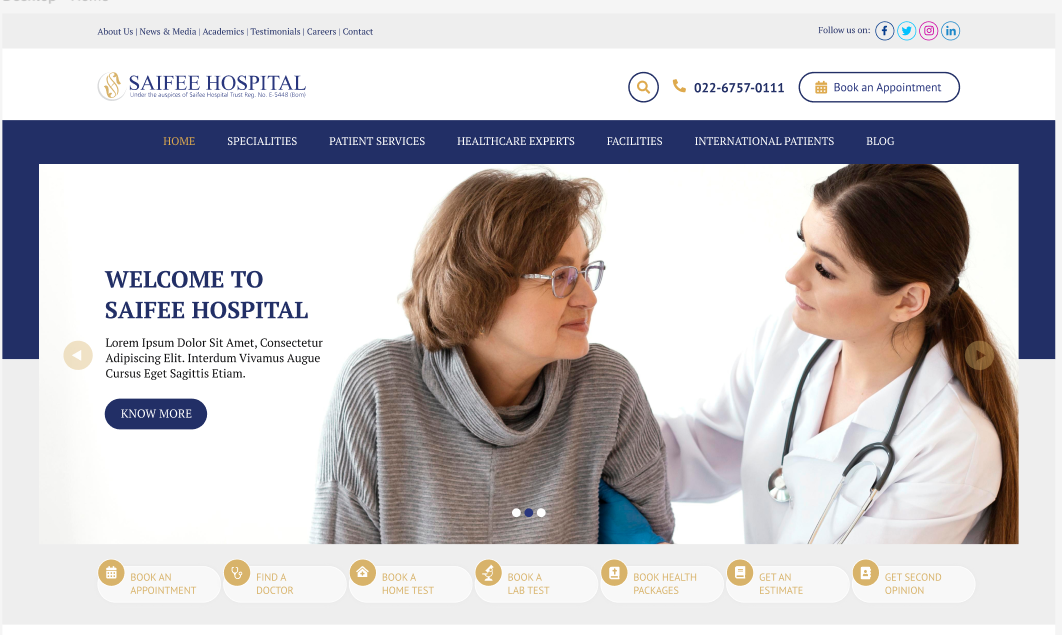 Desktop - Home
About Us | News & Media | Academics | Testimonials | Careers | Contact
Follow us on:
SAIFEE HOSPITAL
Under the auspices of Saifee Hospital Trust Reg. No. E-5448 (Bom)
022-6757-0111
Book an Appointment
HOME SPECIALITIES PATIENT SERVICES HEALTHCARE EXPERTS FACILITIES INTERNATIONAL PATIENTS BLOG
WELCOME TO
SAIFEE HOSPITAL
Lorem Ipsum Dolor Sit Amet, Consectetur
Adipiscing Elit. Interdum Vivamus Augue
Cursus Eget Sagittis Etiam.
KNOW MORE
BOOK AN
APPOINTMENT
FIND A
DOCTOR
BOOK A
HOME TEST
BOOK A
LAB TEST
BOOK HEALTH
PACKAGES
GET AN
ESTIMATE
GET SECOND
OPINION